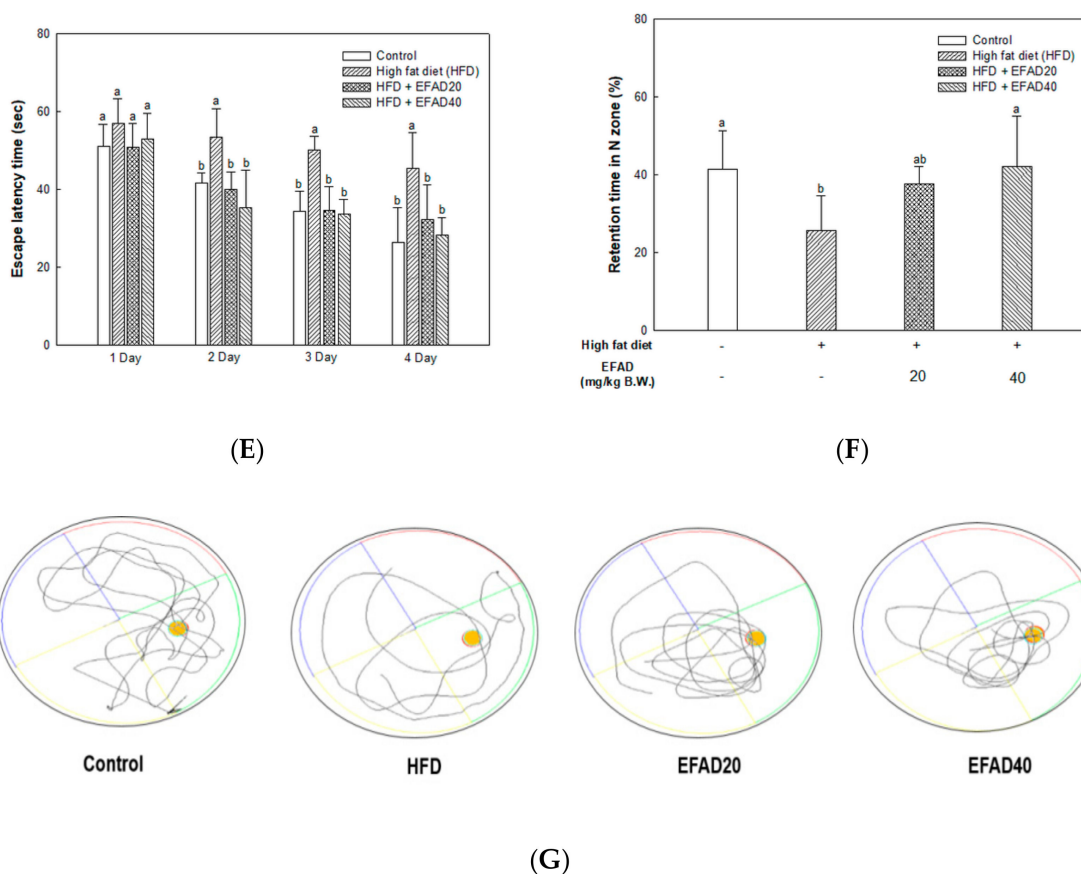 80
60
40
20
0
Escape latency time (sec)
Control
High fat diet (HFD)
HFD + EFAD20
HFD + EFAD40
a a a a
b a b b
b a b b
b a b b
1 Day 2 Day 3 Day 4 Day
(E)
80
60
40
20
0
Retention time in N zone (%)
Control
High fat diet (HFD)
HFD + EFAD20
HFD + EFAD40
a b ab a
High fat diet - + + +
EFAD
(mg/kg B.W.) - - 20 40
(F)
Control HFD EFAD20 EFAD40
(G)